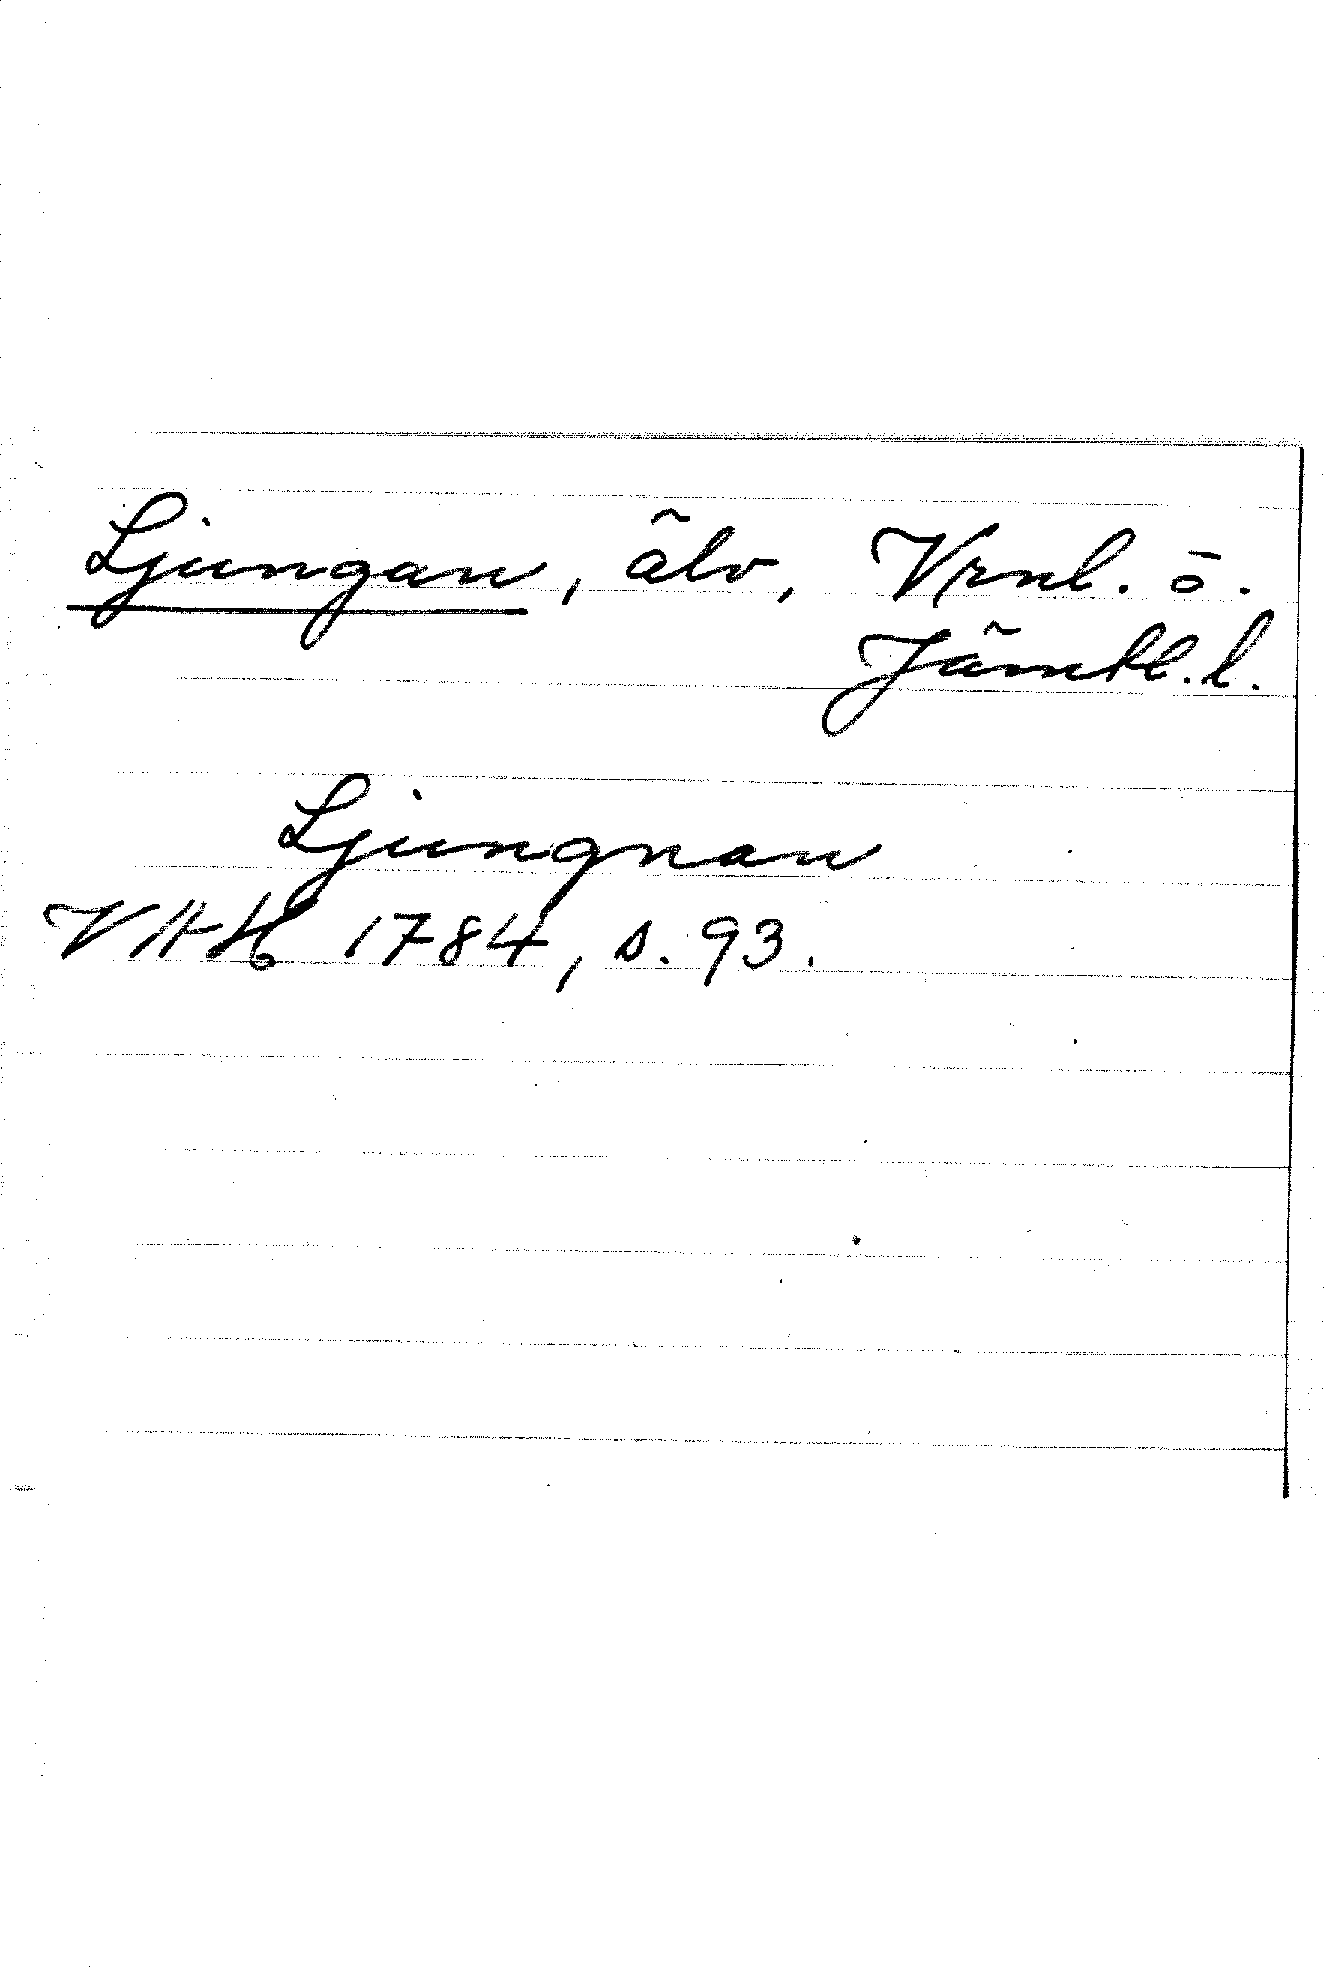 Ljungan, älv, Vrnl. o.
Jämtl. l.
Ljungnan
VHH 1784, s. 93.